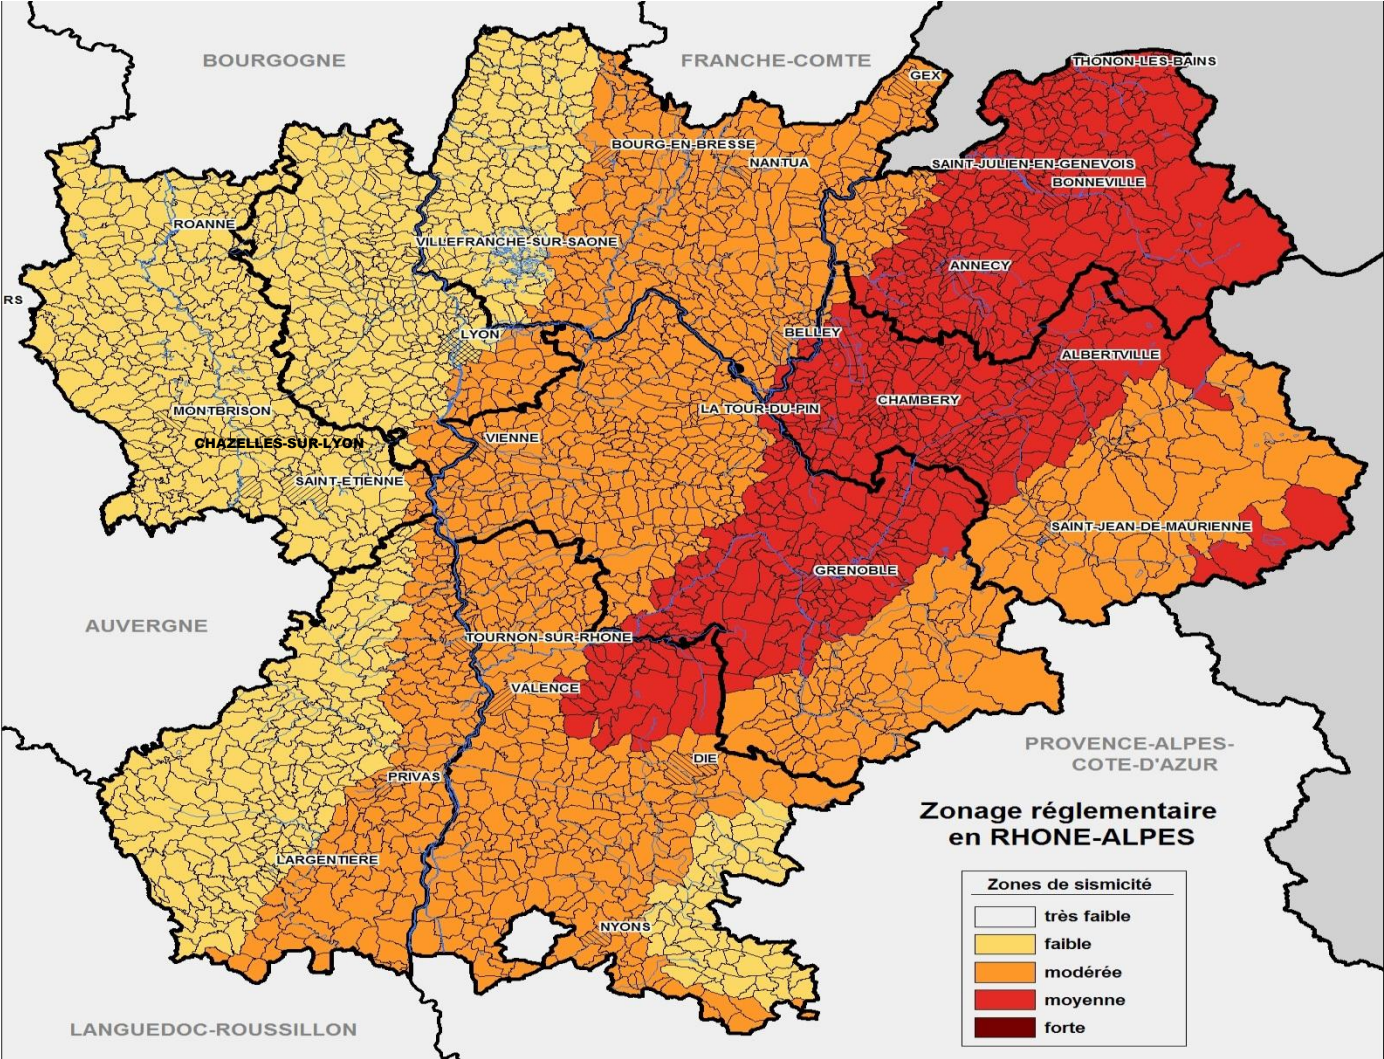 BOURGOGNE
FRANCHE-COMTE
GEX
THONON-LES-BAINS
BOURG-EN-BRESSE
NANTUA
SAINT-JULIEN-EN-GENEVOIS
BONNEVILLE
ROANNE
VILLEFRANCHE-SUR-SAONE
ANNECY
RS
LYON
BELLEY
ALBERTVILLE
CHAMBERY
LA TOUR-DU-PIN
MONTBRISON
CHAZELLES-SUR-LYON
VIENNE
SAINT-ETIENNE
SAINT-JEAN-DE-MAURIENNE
GRENOBLE
AUVERGNE
TOURNON-SUR-RHONE
VALENCE
PROVENCE-ALPES-
COTE-D'AZUR
DIE
PRIVAS
Zonage réglementaire
en RHONE-ALPES
LARGENTIERE
Zones de sismicité
très faible
faible
modérée
moyenne
forte
NYONS
LANGUEDOC-ROUSSILLON